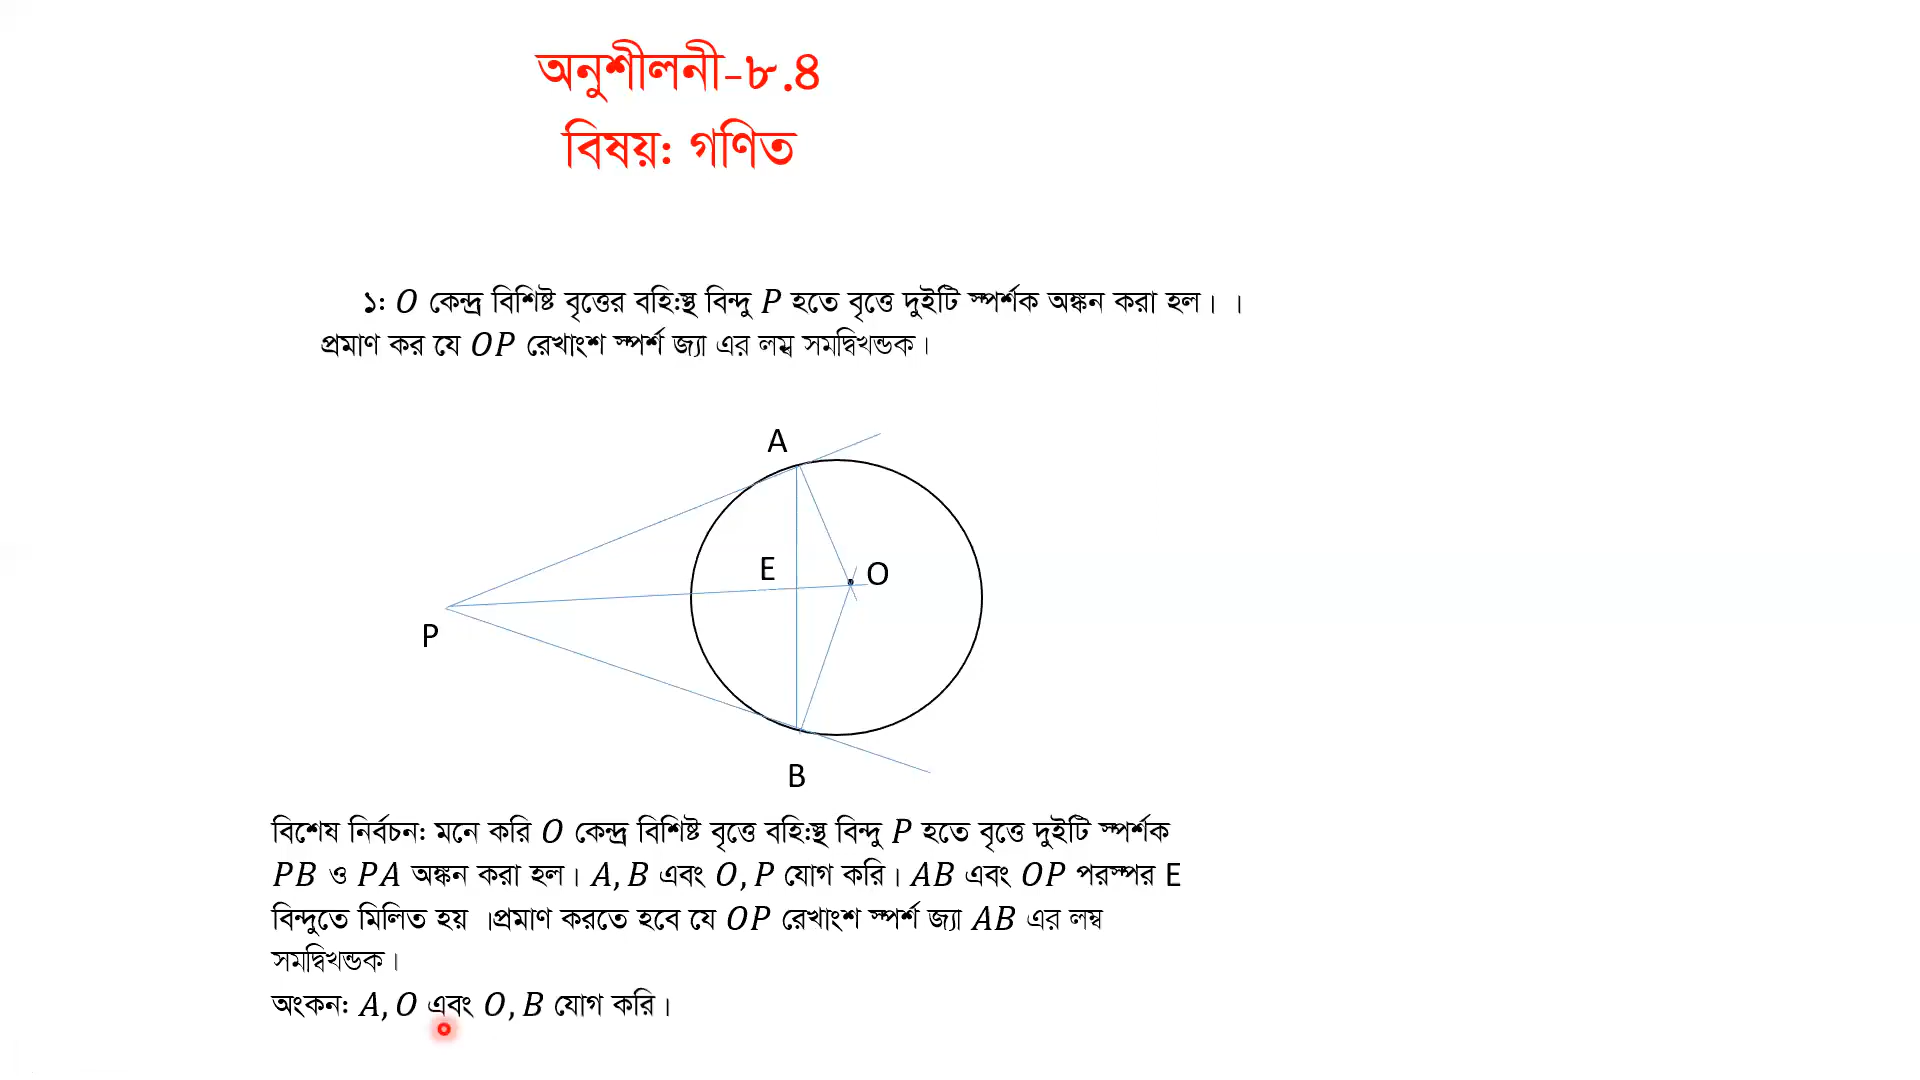 অনুশীলনী-৮.৪
বিষয়: গণিত
১: O কেন্দ্র বিশিষ্ট বৃত্তের বহি:স্থ বিন্দু P হতে বৃত্তে দুইটি স্পর্শক অঙ্কন করা হল। ।
প্রমাণ কর যে OP রেখাংশ স্পর্শ জ্যা এর লম্ব সমদ্বিখন্ডক।
A
E
O
P
B
বিশেষ নির্বচন: মনে করি O কেন্দ্র বিশিষ্ট বৃত্তে বহি:স্থ বিন্দু P হতে বৃত্তে দুইটি স্পর্শক
PB ও PA অঙ্কন করা হল। A, B এবং O, P যোগ করি। AB এবং OP পরস্পর E
বিন্দুতে মিলিত হয় ।প্রমাণ করতে হবে যে OP রেখাংশ স্পর্শ জ্যা AB এর লম্ব
সমদ্বিখন্ডক।
অংকন: A, O এবং O, B যোগ করি।